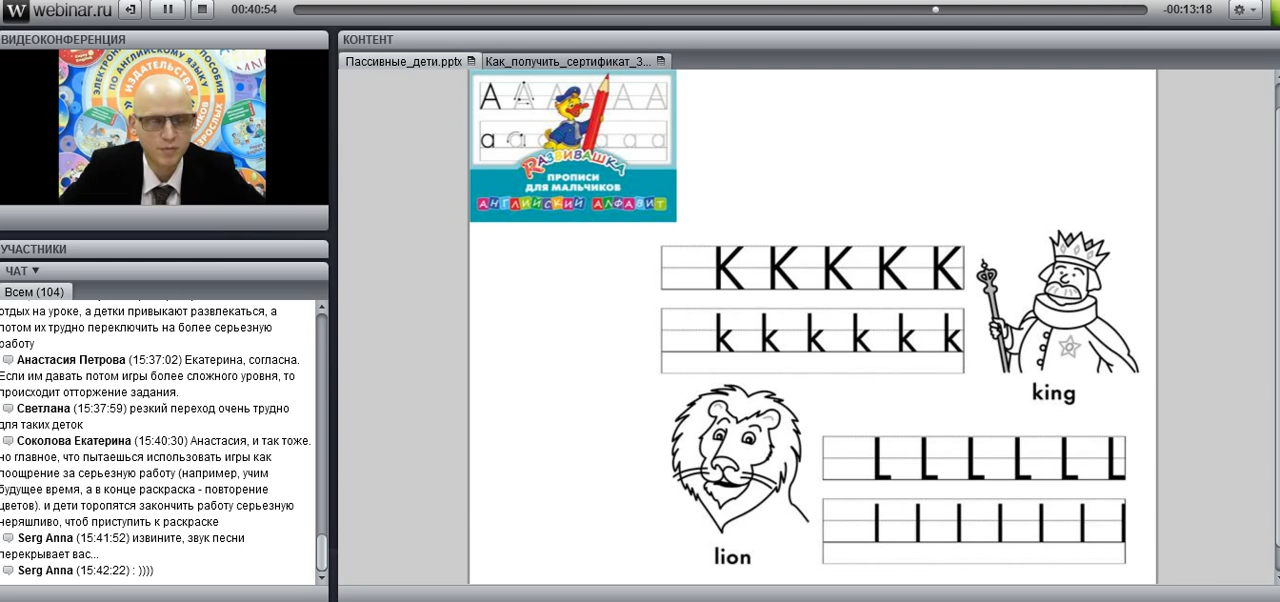 W webinar.ru
00:40:54
-00:13:18
ВИДЕОКОНФЕРЕНЦИЯ
ЭЛЕКТРОН
ПОСОБИЯ
ПО АНГЛИЙСКОМУ ЯЗЫКУ
ИЗДАТЕЛЬСТВА
УЧАСТНИКИ
ЧАТ ▼
Всем (104)
отдых на уроке, а детки привыкают развлекаться, а
потом их трудно переключить на более серьезную
работу
Анастасия Петрова (15:37:02) Екатерина, согласна.
Если им давать потом игры более сложного уровня, то
происходит отторжение задания.
Светлана (15:37:59) резкий переход очень трудно
для таких деток
Соколова Екатерина (15:40:30) Анастасия, и так тоже.
но главное, что пытаешься использовать игры как
поощрение за серьезную работу (например, учим
будущее время, а в конце раскраска - повторение
цветов). и дети торопятся закончить работу серьезную
неряшливо, чтоб приступить к раскраске
Serg Anna (15:41:52) извините, звук песни
перекрывает вас...
Serg Anna (15:42:22) : ))))
КОНТЕНТ
Пассивные_дети.pptx
Как_получить_сертификат_3...
A A A A A A
a a a a a a
РАЗВИВАШКА
ПРОПИСИ
ДЛЯ МАЛЬЧИКОВ
АНГЛИЙСКИЙ АЛФАВИТ
K K K K K
k k k k k k
king
L L L L L L
l l l l l l
lion